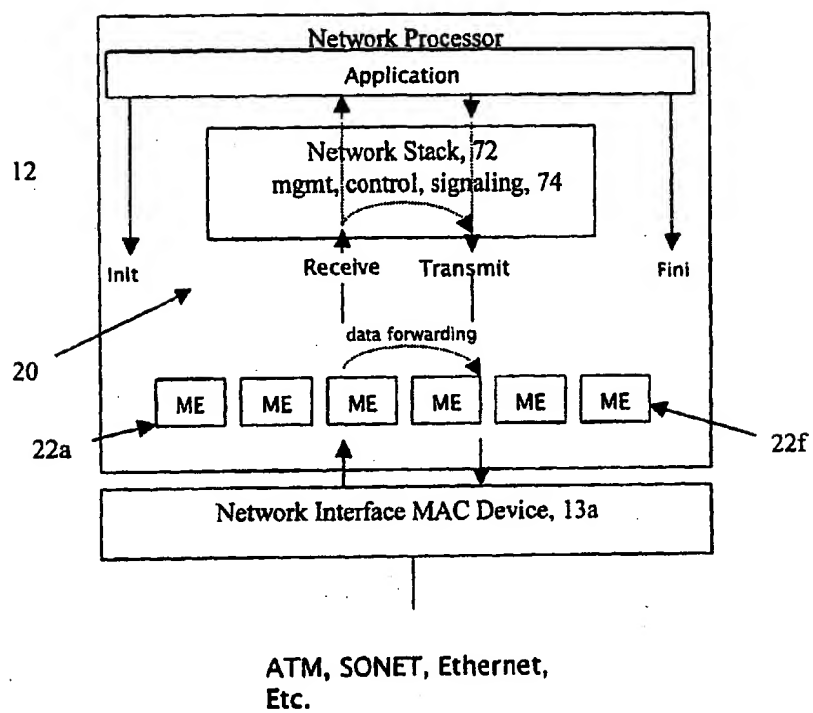 Network Processor
Application
12
Network Stack, 72
mgmt, control, signaling, 74
Init
Receive
Transmit
Fini
data forwarding
20
ME
ME
ME
ME
ME
ME
22a
22f
Network Interface MAC Device, 13a
ATM, SONET, Ethernet,
Etc.